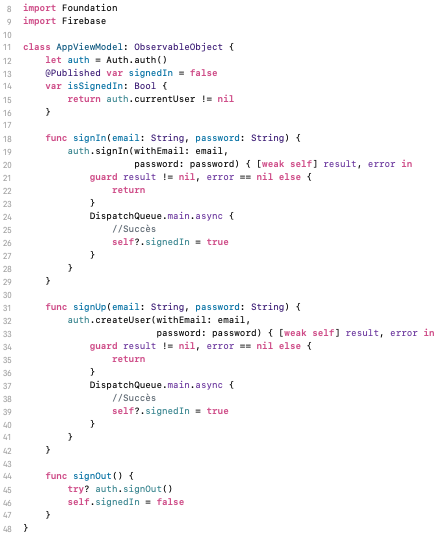 8 import Foundation
9 import Firebase
10
11 class AppViewModel: ObservableObject {
12     let auth = Auth.auth()
13     @Published var signedIn = false
14     var isSignedIn: Bool {
15         return auth.currentUser != nil
16     }
17
18     func signIn(email: String, password: String) {
19         auth.signIn(withEmail: email,
20                     password: password) { [weak self] result, error in
21             guard result != nil, error == nil else {
22                 return
23             }
24             DispatchQueue.main.async {
25                 //Succès
26                 self?.signedIn = true
27             }
28         }
29     }
30
31     func signUp(email: String, password: String) {
32         auth.createUser(withEmail: email,
33                         password: password) { [weak self] result, error in
34             guard result != nil, error == nil else {
35                 return
36             }
37             DispatchQueue.main.async {
38                 //Succès
39                 self?.signedIn = true
40             }
41         }
42     }
43
44     func signOut() {
45         try? auth.signOut()
46         self.signedIn = false
47     }
48 }